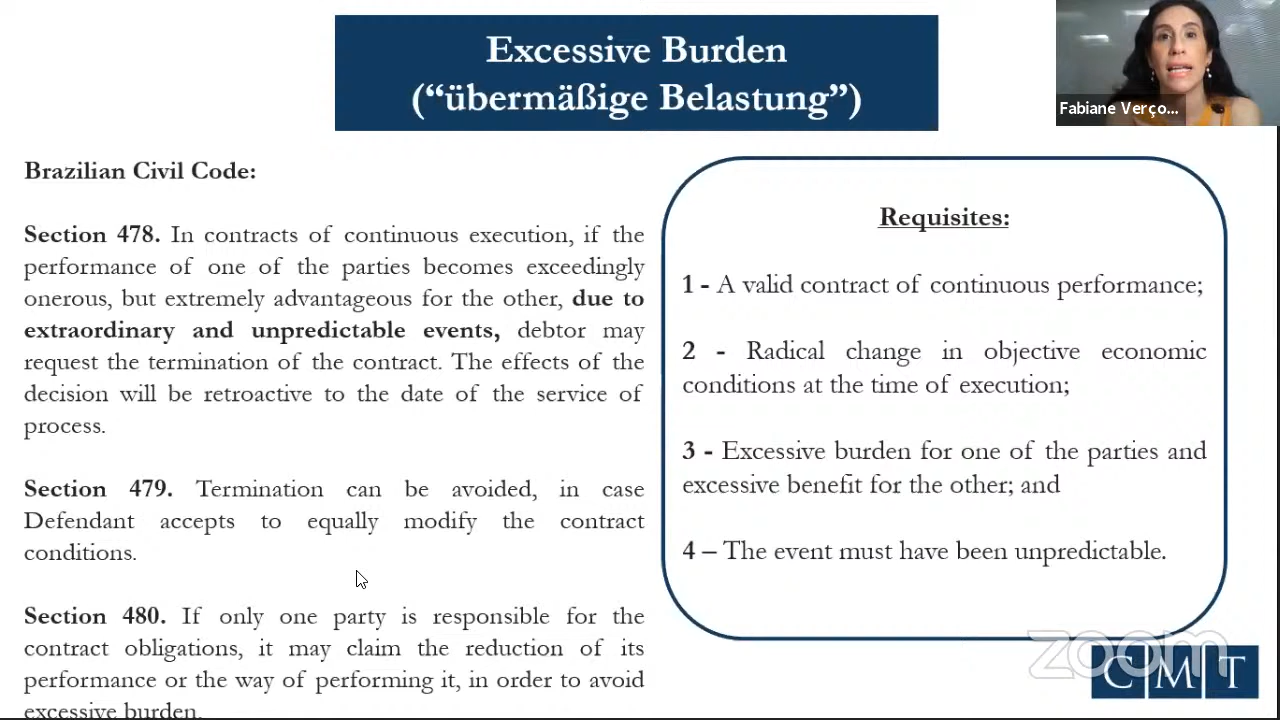 Excessive Burden
(“übermäßige Belastung”)
Fabiane Verço...
Brazilian Civil Code:
Section 478. In contracts of continuous execution, if the
performance of one of the parties becomes exceedingly
onerous, but extremely advantageous for the other, due to
extraordinary and unpredictable events, debtor may
request the termination of the contract. The effects of the
decision will be retroactive to the date of the service of
process.
Section 479. Termination can be avoided, in case
Defendant accepts to equally modify the contract
conditions.
Section 480. If only one party is responsible for the
contract obligations, it may claim the reduction of its
performance or the way of performing it, in order to avoid
excessive burden.
Requisites:
1 - A valid contract of continuous performance;
2 - Radical change in objective economic
conditions at the time of execution;
3 - Excessive burden for one of the parties and
excessive benefit for the other; and
4 – The event must have been unpredictable.
zoom
C M T